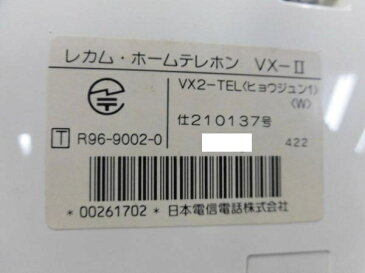 レカム・ホームテレホン VX-Ⅱ
VX2-TEL〈ヒョウジュン1〉
〈W〉
仕210137号
T R96-9002-0
422
*00261702* 日本電信電話株式会社